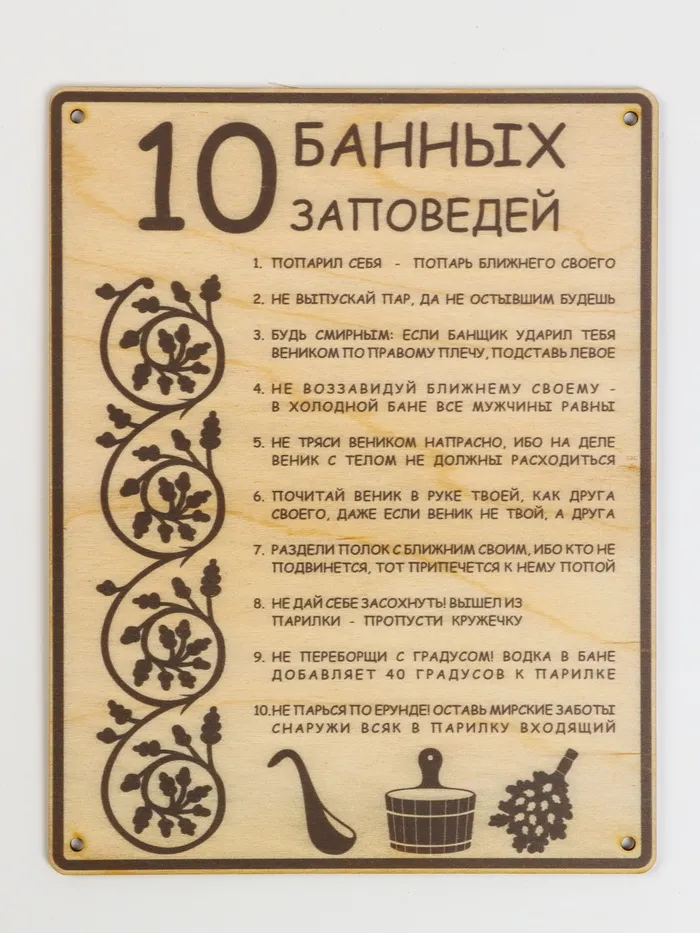 10 БАННЫХ
ЗАПОВЕДЕЙ
1. ПОПАРИЛ СЕБЯ - ПОПАРЬ БЛИЖНЕГО СВОЕГО
2. НЕ ВЫПУСКАЙ ПАР, ДА НЕ ОСТЫВШИМ БУДЕШЬ
3. БУДЬ СМИРНЫМ: ЕСЛИ БАНЩИК УДАРИЛ ТЕБЯ
ВЕНИКОМ ПО ПРАВОМУ ПЛЕЧУ, ПОДСТАВЬ ЛЕВОЕ
4. НЕ ВОЗЗАВИДУЙ БЛИЖНЕМУ СВОЕМУ -
В ХОЛОДНОЙ БАНЕ ВСЕ МУЖЧИНЫ РАВНЫ
5. НЕ ТРЯСИ ВЕНИКОМ НАПРАСНО, ИБО НА ДЕЛЕ
ВЕНИК С ТЕЛОМ НЕ ДОЛЖНЫ РАСХОДИТЬСЯ
6. ПОЧИТАЙ ВЕНИК В РУКЕ ТВОЕЙ, КАК ДРУГА
СВОЕГО, ДАЖЕ ЕСЛИ ВЕНИК НЕ ТВОЙ, А ДРУГА
7. РАЗДЕЛИ ПОЛОК С БЛИЖНИМ СВОИМ, ИБО КТО НЕ
ПОДВИНЕТСЯ, ТОТ ПРИПЕЧЕТСЯ К НЕМУ ПОПОЙ
8. НЕ ДАЙ СЕБЕ ЗАСОХНУТЬ! ВЫШЕЛ ИЗ
ПАРИЛКИ - ПРОПУСТИ КРУЖЕЧКУ
9. НЕ ПЕРЕБОРЩИ С ГРАДУСОМ! ВОДКА В БАНЕ
ДОБАВЛЯЕТ 40 ГРАДУСОВ К ПАРИЛКЕ
10. НЕ ПАРЬСЯ ПО ЕРУНДЕ! ОСТАВЬ МИРСКИЕ ЗАБОТЫ
СНАРУЖИ ВСЯК В ПАРИЛКУ ВХОДЯЩИЙ